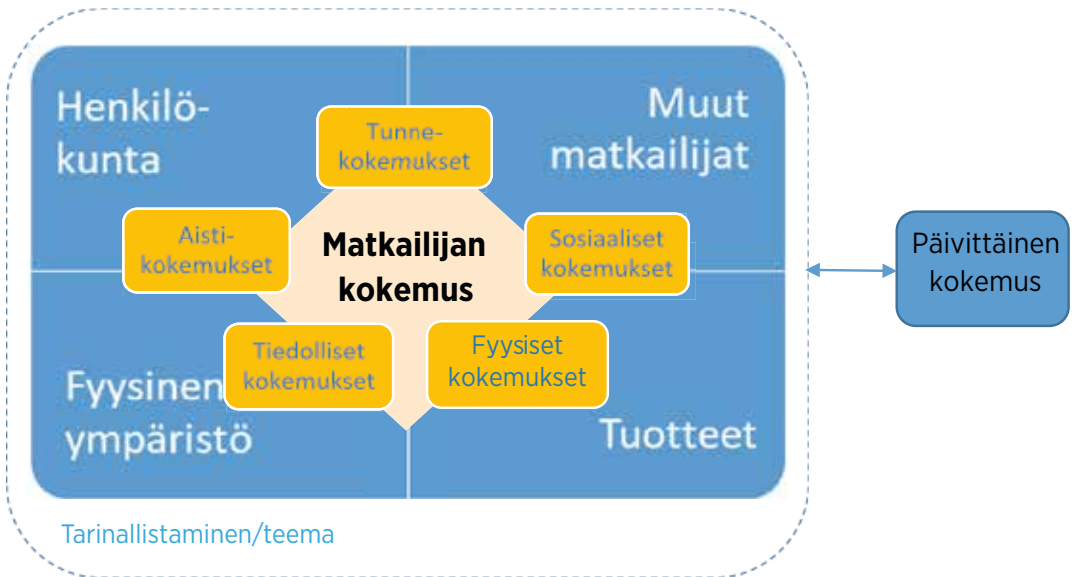 Henkilö-
kunta
Muut
matkailijat
Tunne-
kokemukset
Aisti-
kokemukset
Matkailijan
kokemus
Sosiaaliset
kokemukset
Tiedolliset
kokemukset
Fyysiset
kokemukset
Fyysinen
ympäristö
Tuotteet
Tarinallistaminen/teema
Päivittäinen
kokemus